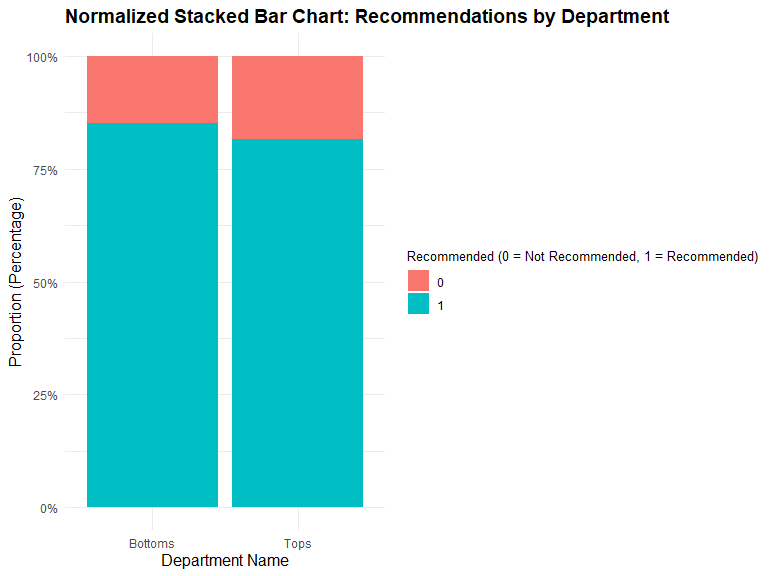 Normalized Stacked Bar Chart: Recommendations by Department
Proportion (Percentage)
100%
75%
50%
25%
0%
Bottoms
Tops
Department Name
Recommended (0 = Not Recommended, 1 = Recommended)
0
1